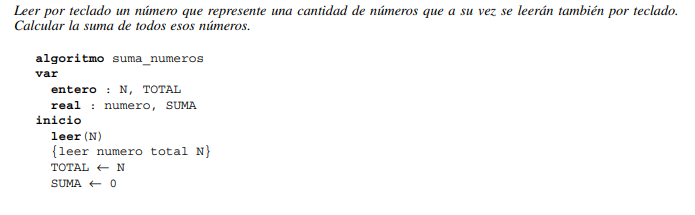 Leer por teclado un número que represente una cantidad de números que a su vez se leerán también por teclado.
Calcular la suma de todos esos números.
algoritmo suma_numeros
var
entero : N, TOTAL
real : numero, SUMA
inicio
leer(N)
{leer numero total N}
TOTAL ← N
SUMA ← 0